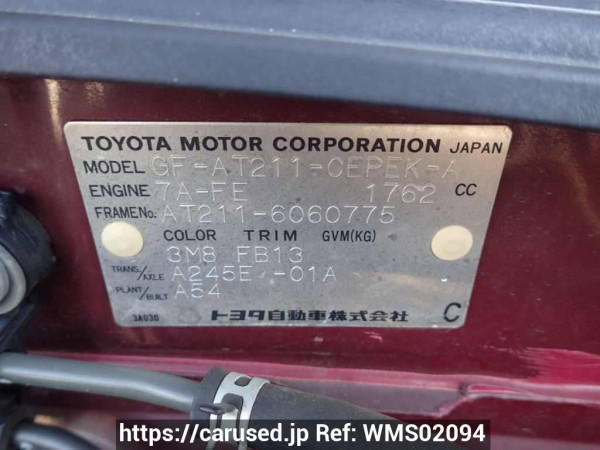 TOYOTA MOTOR CORPORATION JAPAN
MODEL GF-AT211-CEPEK-A
ENGINE 7A-FE 1762 CC
FRAME No. AT211-6060775
COLOR TRIM GVM(KG)
3M8 FB13
TRANS./AXLE A245E -01A
PLANT/BUILT A54
3A030 トヨタ自動車株式会社 C
https://carused.jp Ref: WMS02094